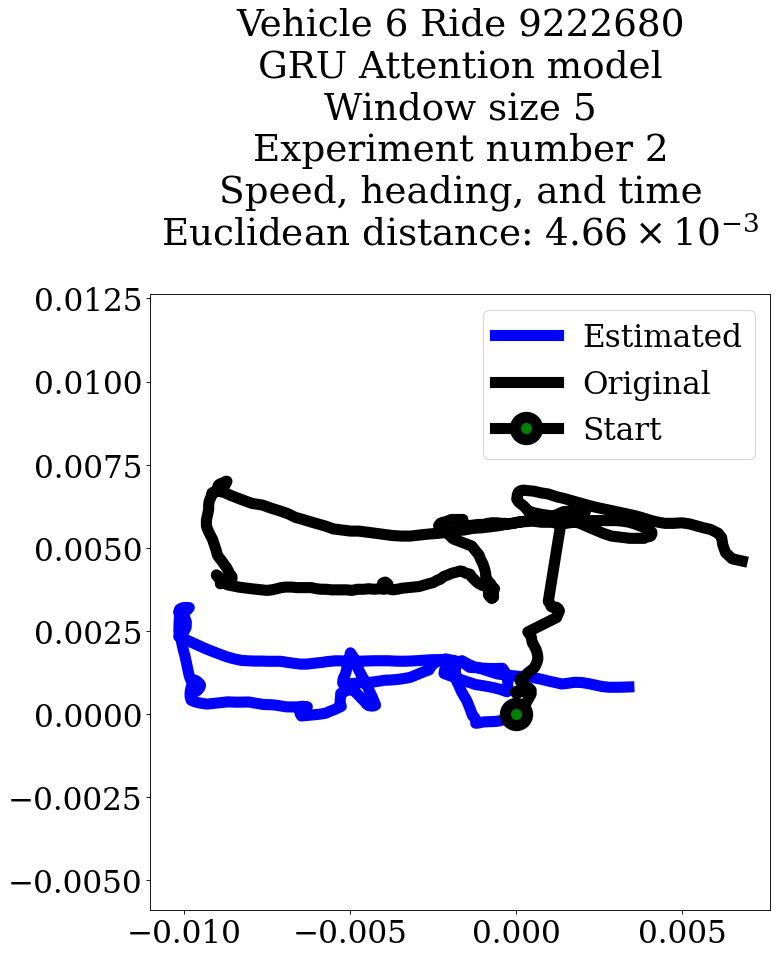 Vehicle 6 Ride 9222680
GRU Attention model
Window size 5
Experiment number 2
Speed, heading, and time
Euclidean distance: 4.66 × 10⁻³
0.0125
0.0100
0.0075
0.0050
0.0025
0.0000
−0.0025
−0.0050
Estimated
Original
Start
−0.010 −0.005 0.000 0.005